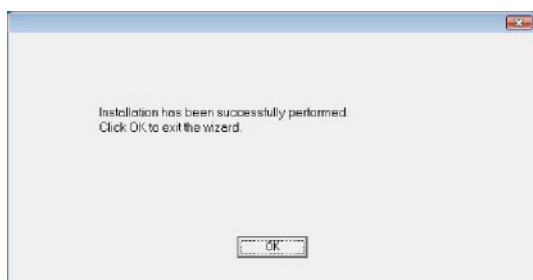 Installation has been successfully performed.
Click OK to exit the wizard.
OK